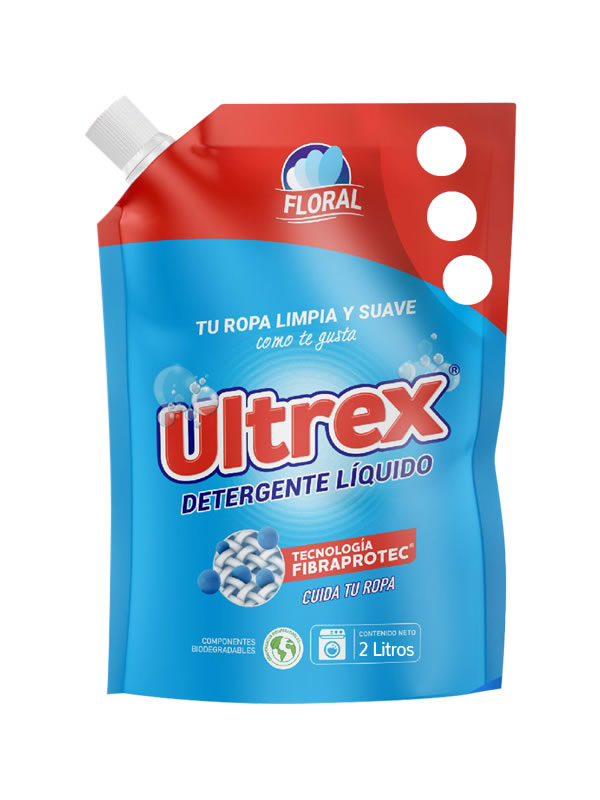 FLORAL
TU ROPA LIMPIA Y SUAVE
como te gusta
Ultrex®
DETERGENTE LÍQUIDO
TECNOLOGÍA
FIBRAPROTEC®
CUIDA TU ROPA
COMPONENTES
BIODEGRADABLES
CONTENIDO NETO
2 Litros